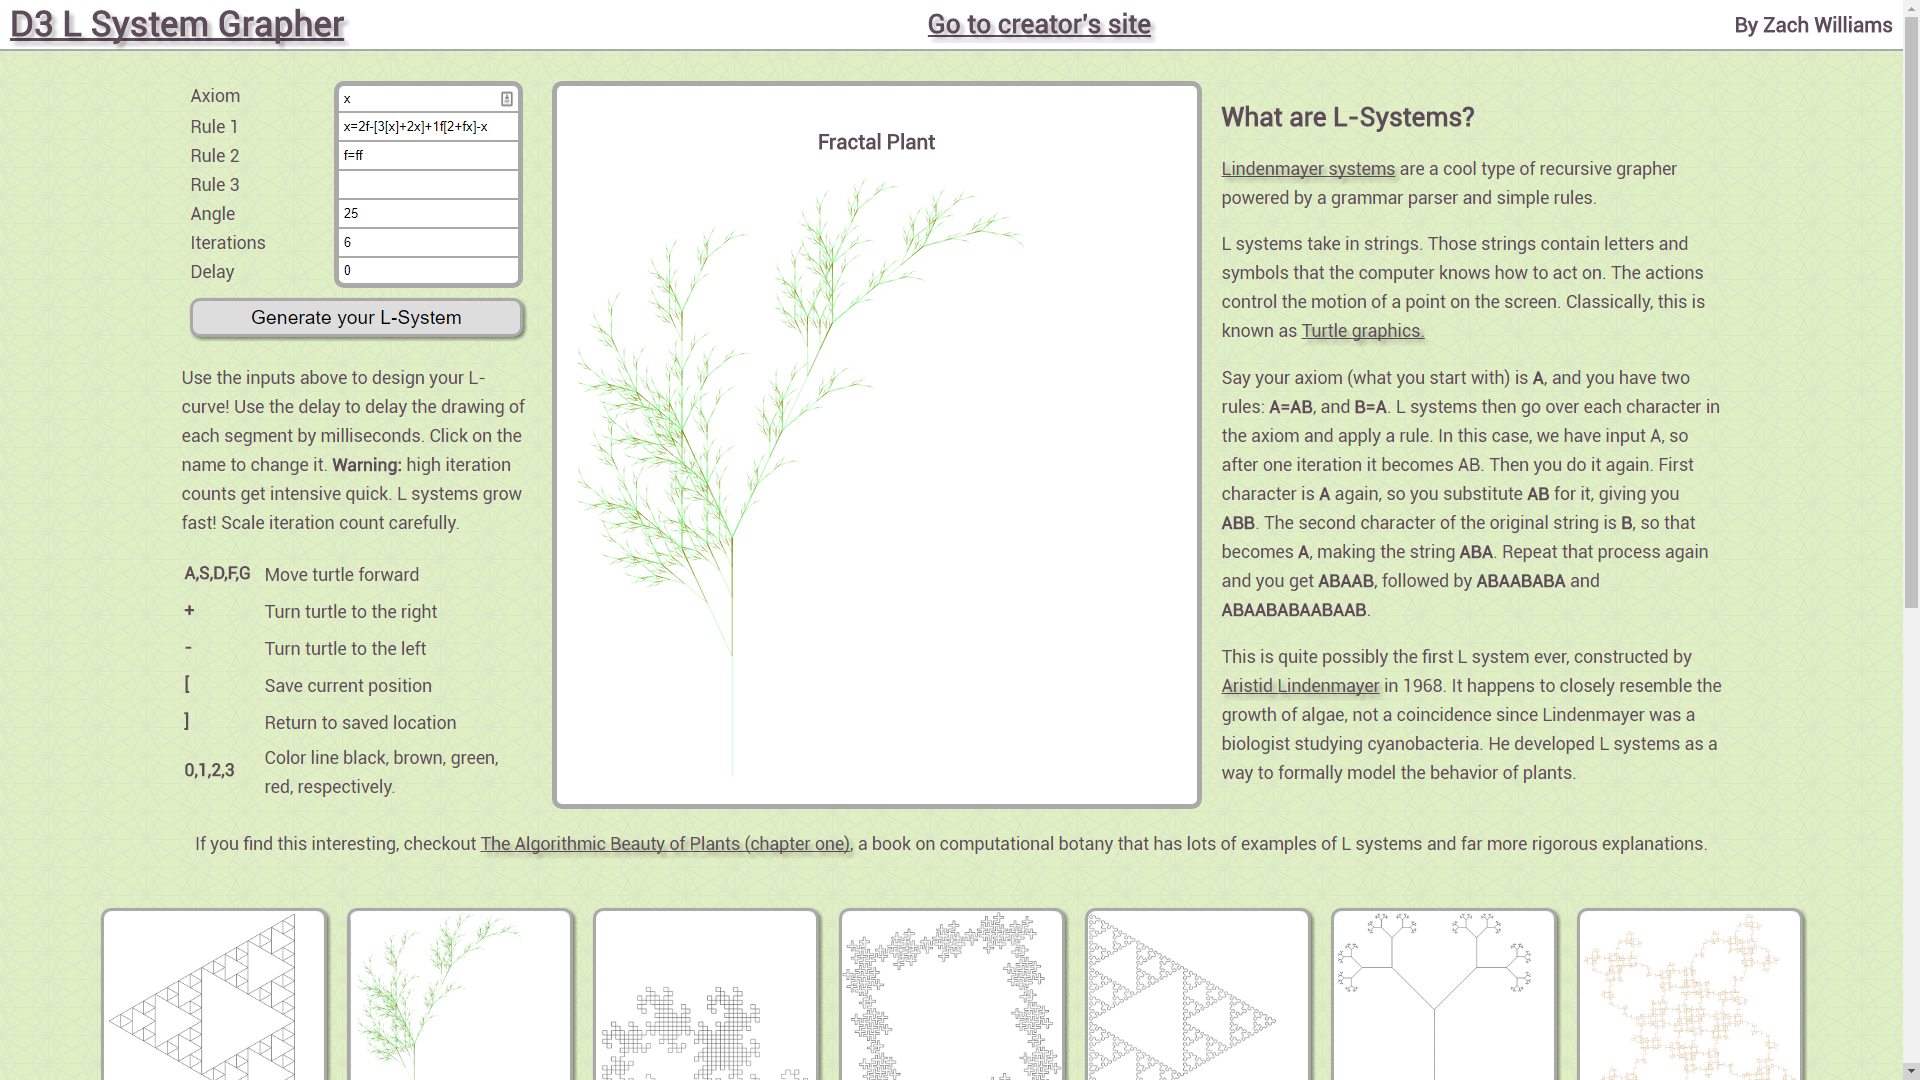 D3 L System Grapher
Go to creator's site
By Zach Williams
Axiom
x
Rule 1
x=2f-[3[x]+2x]+1f[2+fx]-x
Rule 2
f=ff
Rule 3
Angle
25
Iterations
6
Delay
0
Generate your L-System
Use the inputs above to design your L-
curve! Use the delay to delay the drawing of
each segment by milliseconds. Click on the
name to change it. Warning: high iteration
counts get intensive quick. L systems grow
fast! Scale iteration count carefully.
A,S,D,F,G Move turtle forward
+ Turn turtle to the right
- Turn turtle to the left
[ Save current position
] Return to saved location
0,1,2,3 Color line black, brown, green,
red, respectively.
Fractal Plant
What are L-Systems?
Lindenmayer systems are a cool type of recursive grapher
powered by a grammar parser and simple rules.
L systems take in strings. Those strings contain letters and
symbols that the computer knows how to act on. The actions
control the motion of a point on the screen. Classically, this is
known as Turtle graphics.
Say your axiom (what you start with) is A, and you have two
rules: A=AB, and B=A. L systems then go over each character in
the axiom and apply a rule. In this case, we have input A, so
after one iteration it becomes AB. Then you do it again. First
character is A again, so you substitute AB for it, giving you
ABB. The second character of the original string is B, so that
becomes A, making the string ABA. Repeat that process again
and you get ABAAB, followed by ABAABABA and
ABAABABAABAAB.
This is quite possibly the first L system ever, constructed by
Aristid Lindenmayer in 1968. It happens to closely resemble the
growth of algae, not a coincidence since Lindenmayer was a
biologist studying cyanobacteria. He developed L systems as a
way to formally model the behavior of plants.
If you find this interesting, checkout The Algorithmic Beauty of Plants (chapter one), a book on computational botany that has lots of examples of L systems and far more rigorous explanations.